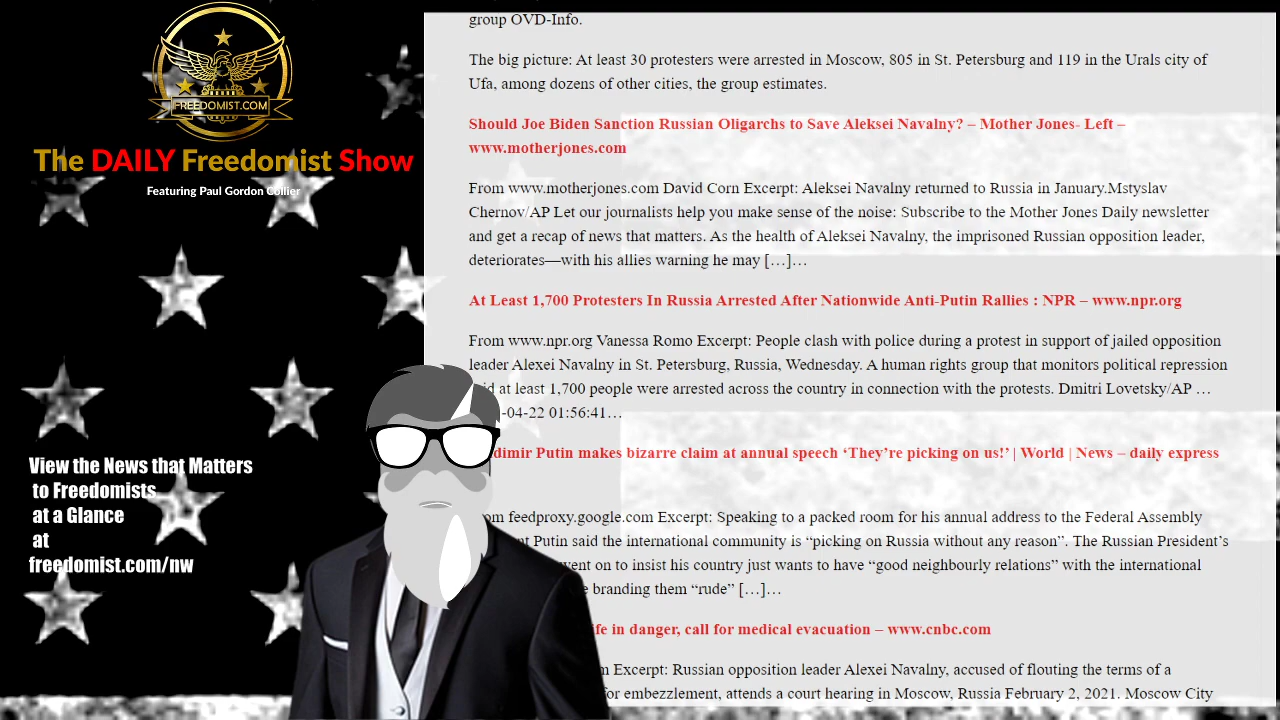 FREEDOMIST.COM
The DAILY Freedomist Show
Featuring Paul Gordon Collier
View the News that Matters
to Freedomists
at a Glance
at
freedomist.com/nw
group OVD-Info.
The big picture: At least 30 protesters were arrested in Moscow, 805 in St. Petersburg and 119 in the Urals city of
Ufa, among dozens of other cities, the group estimates.
Should Joe Biden Sanction Russian Oligarchs to Save Aleksei Navalny? – Mother Jones- Left –
www.motherjones.com
From www.motherjones.com David Corn Excerpt: Aleksei Navalny returned to Russia in January.Mstyslav
Chernov/AP Let our journalists help you make sense of the noise: Subscribe to the Mother Jones Daily newsletter
and get a recap of news that matters. As the health of Aleksei Navalny, the imprisoned Russian opposition leader,
deteriorates—with his allies warning he may […]…
At Least 1,700 Protesters In Russia Arrested After Nationwide Anti-Putin Rallies : NPR – www.npr.org
From www.npr.org Vanessa Romo Excerpt: People clash with police during a protest in support of jailed opposition
leader Alexei Navalny in St. Petersburg, Russia, Wednesday. A human rights group that monitors political repression
at least 1,700 people were arrested across the country in connection with the protests. Dmitri Lovetsky/AP …
-04-22 01:56:41…
Putin makes bizarre claim at annual speech ‘They’re picking on us!’ | World | News – daily express
feedproxy.google.com Excerpt: Speaking to a packed room for his annual address to the Federal Assembly
Putin said the international community is “picking on Russia without any reason”. The Russian President’s
went on to insist his country just wants to have “good neighbourly relations” with the international
branding them “rude” […]…
in danger, call for medical evacuation – www.cnbc.com
Excerpt: Russian opposition leader Alexei Navalny, accused of flouting the terms of a
for embezzlement, attends a court hearing in Moscow, Russia February 2, 2021. Moscow City